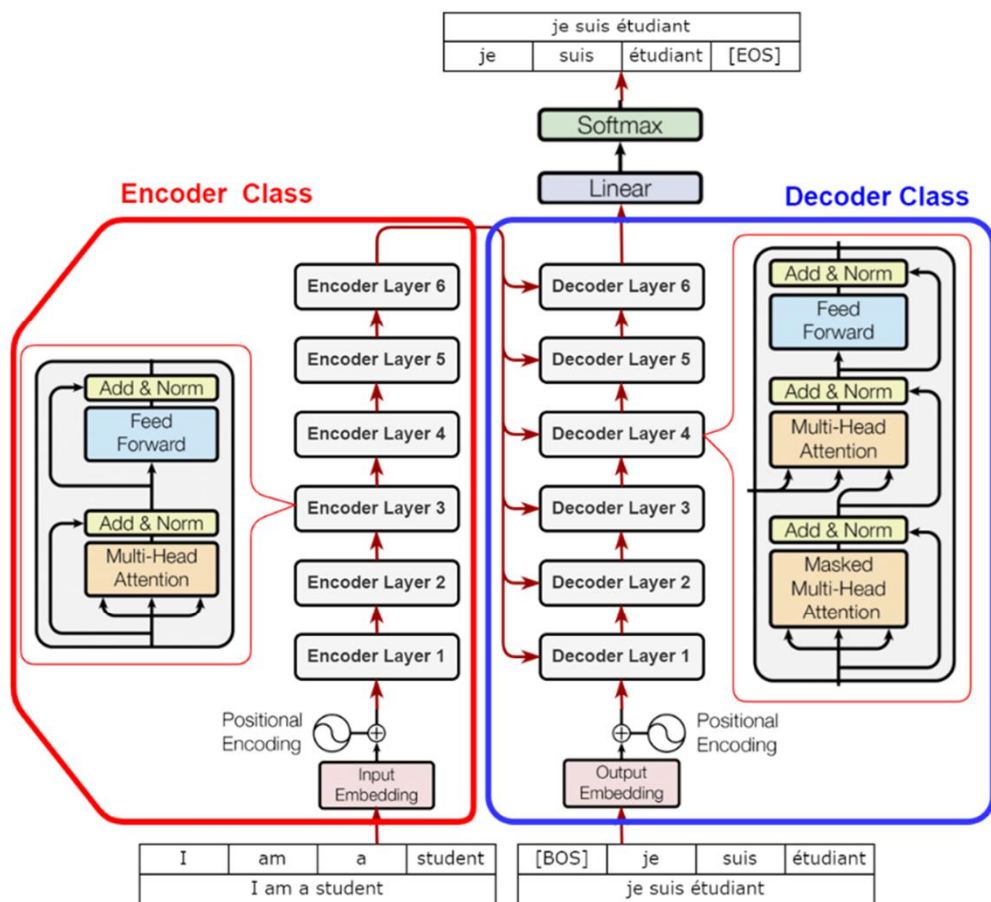 je suis étudiant
je suis étudiant [EOS]
Softmax
Linear
Encoder Class
Decoder Class
Encoder Layer 6
Encoder Layer 5
Encoder Layer 4
Encoder Layer 3
Encoder Layer 2
Encoder Layer 1
Add & Norm
Feed
Forward
Add & Norm
Multi-Head
Attention
Positional
Encoding
Input
Embedding
I am a student
I am a student
Decoder Layer 6
Decoder Layer 5
Decoder Layer 4
Decoder Layer 3
Decoder Layer 2
Decoder Layer 1
Add & Norm
Feed
Forward
Add & Norm
Multi-Head
Attention
Add & Norm
Masked
Multi-Head
Attention
Positional
Encoding
Output
Embedding
[BOS] je suis étudiant
je suis étudiant